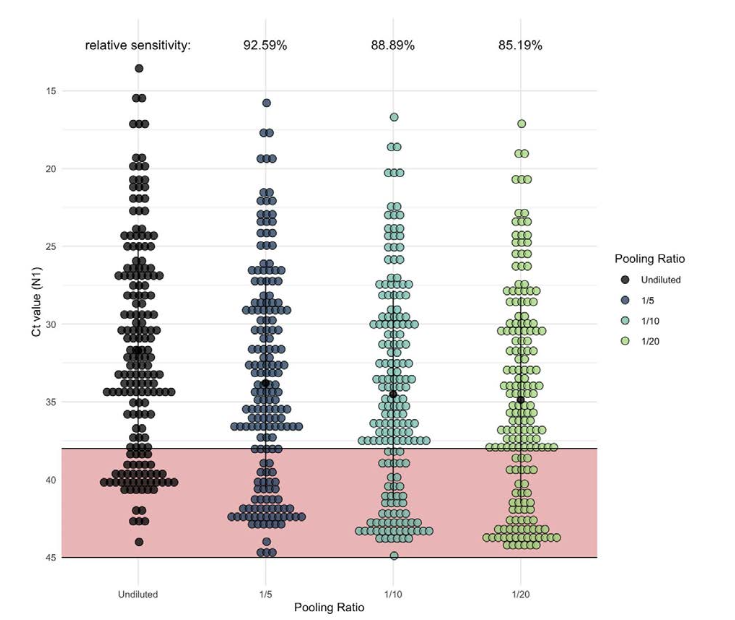 relative sensitivity: 92.59% 88.89% 85.19%
15
20
25
30
35
40
45
Ct value (N1)
Undiluted 1/5 1/10 1/20
Pooling Ratio
Pooling Ratio
Undiluted
1/5
1/10
1/20